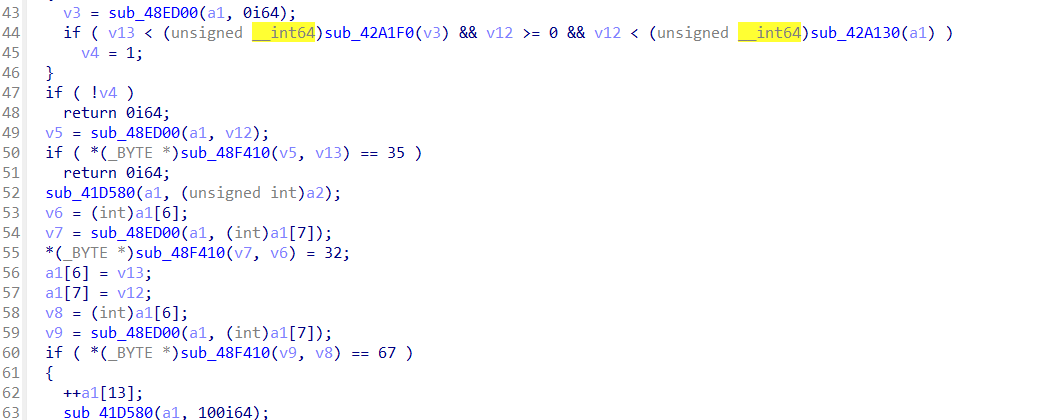 43 v3 = sub_48ED00(a1, 0i64);
44 if ( v13 < (unsigned __int64)sub_42A1F0(v3) && v12 >= 0 && v12 < (unsigned __int64)sub_42A130(a1) )
45 v4 = 1;
46 }
47 if ( !v4 )
48 return 0i64;
49 v5 = sub_48ED00(a1, v12);
50 if ( *(_BYTE *)sub_48F410(v5, v13) == 35 )
51 return 0i64;
52 sub_41D580(a1, (unsigned int)a2);
53 v6 = (int)a1[6];
54 v7 = sub_48ED00(a1, (int)a1[7]);
55 *(_BYTE *)sub_48F410(v7, v6) = 32;
56 a1[6] = v13;
57 a1[7] = v12;
58 v8 = (int)a1[6];
59 v9 = sub_48ED00(a1, (int)a1[7]);
60 if ( *(_BYTE *)sub_48F410(v9, v8) == 67 )
61 {
62 ++a1[13];
63 sub_41D580(a1, 100i64);